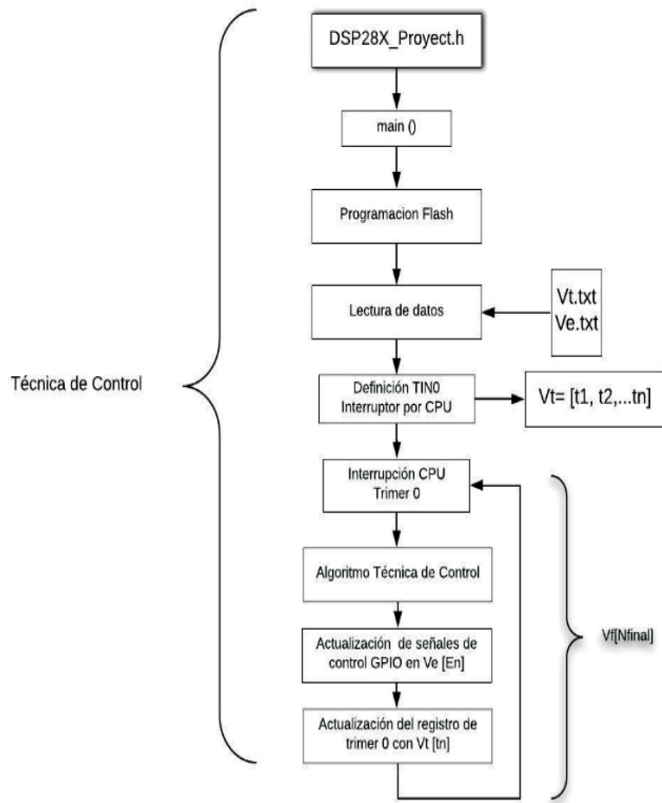 DSP28X_Proyect.h
main ()
Programacion Flash
Lectura de datos
Vt.txt
Ve.txt
Técnica de Control
Definición TIN0
Interruptor por CPU
Vt= [t1, t2,...tn]
Interrupción CPU
Trimer 0
Algoritmo Técnica de Control
Actualización de señales de
control GPIO en Ve [En]
Vf[Nfinal]
Actualización del registro de
trimer 0 con Vt [tn]